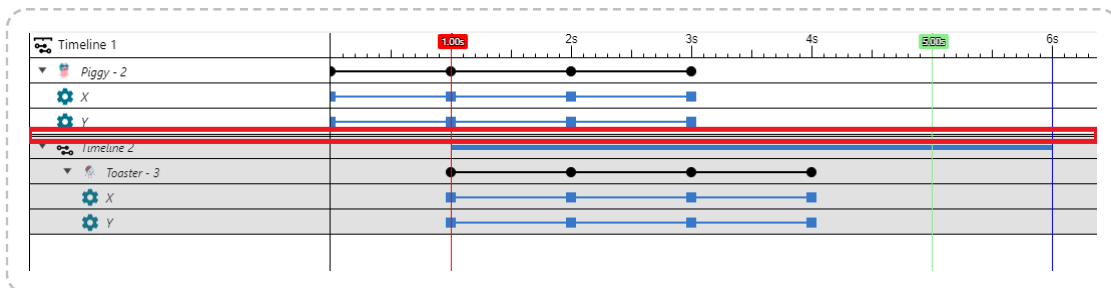 Timeline 1 1.00s 2s 3s 4s 5.00s 6s
Piggy - 2
X
Y
Timeline 2
Toaster - 3
X
Y